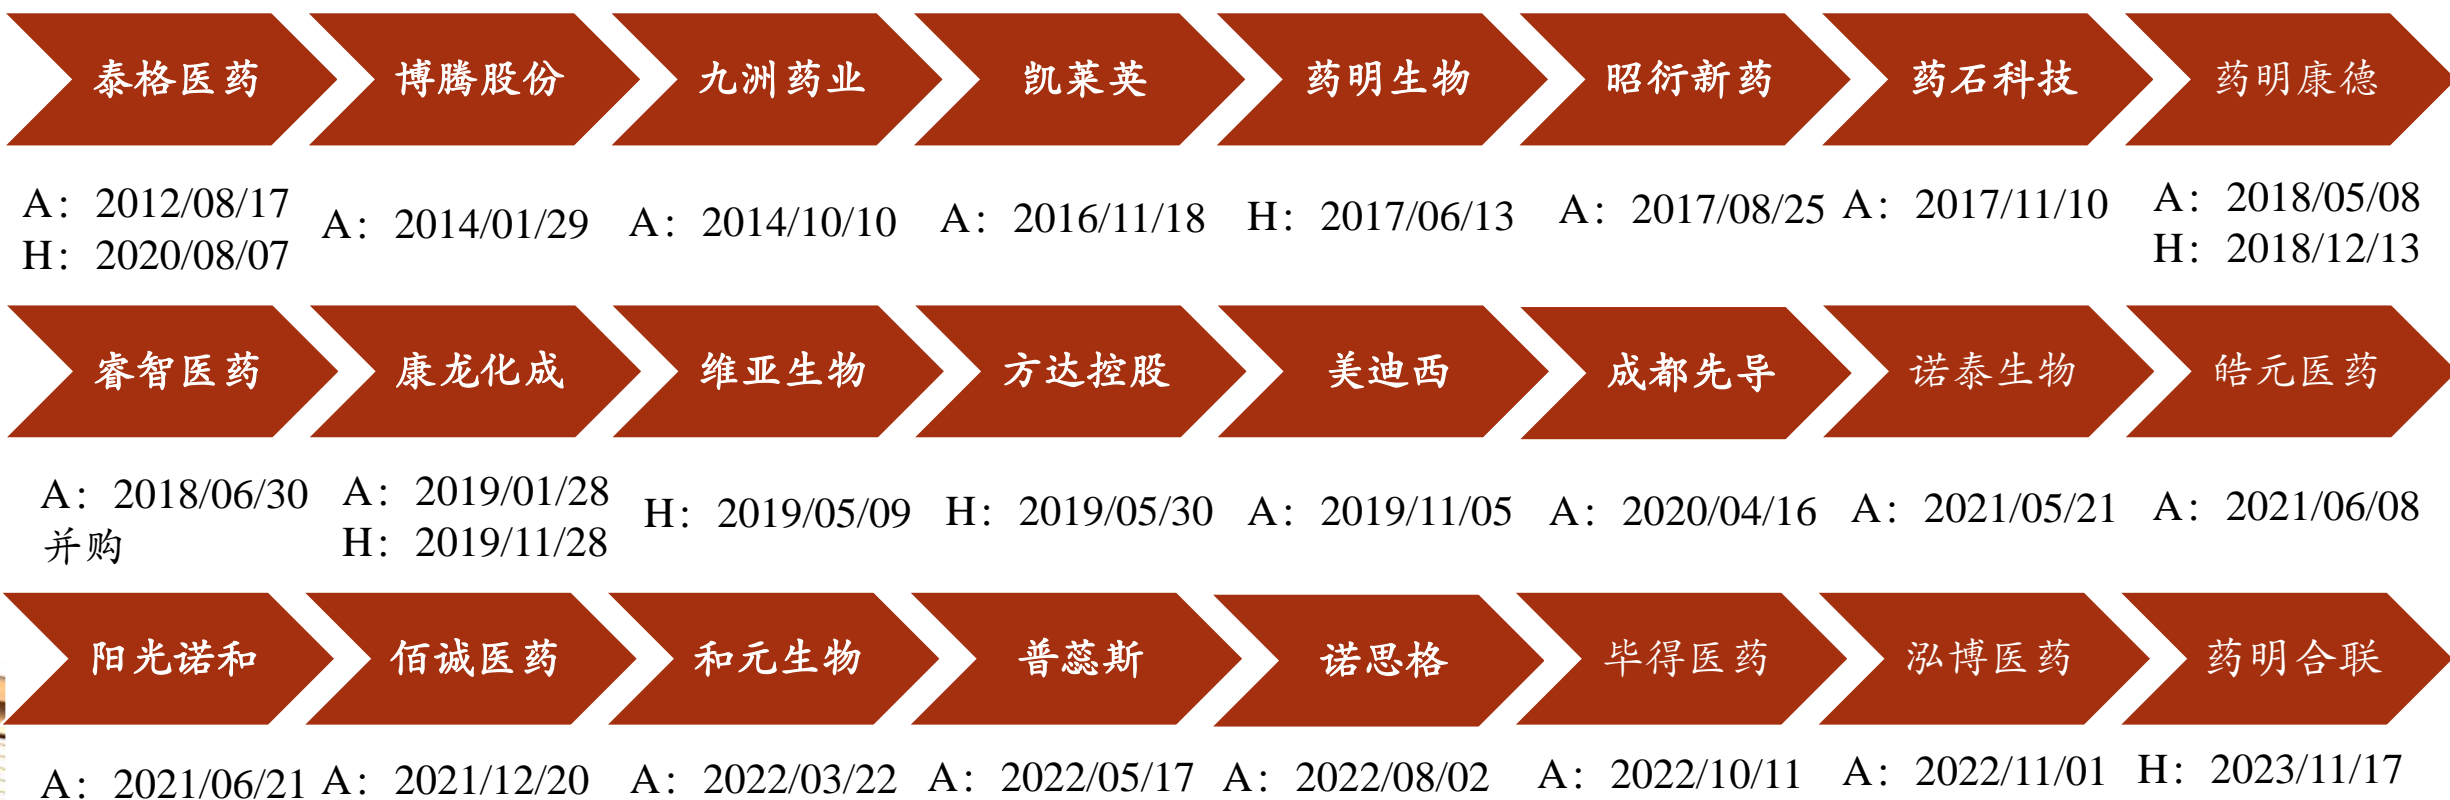 泰格医药 博腾股份 九洲药业 凯莱英 药明生物 昭衍新药 药石科技 药明康德
A：2012/08/17
H：2020/08/07
A：2014/01/29
A：2014/10/10
A：2016/11/18
H：2017/06/13
A：2017/08/25
A：2017/11/10
A：2018/05/08
H：2018/12/13
睿智医药 康龙化成 维亚生物 方达控股 美迪西 成都先导 诺泰生物 皓元医药
A：2018/06/30
并购
A：2019/01/28
H：2019/11/28
H：2019/05/09
H：2019/05/30
A：2019/11/05
A：2020/04/16
A：2021/05/21
A：2021/06/08
阳光诺和 佰诚医药 和元生物 普蕊斯 诺思格 毕得医药 泓博医药 药明合联
A：2021/06/21
A：2021/12/20
A：2022/03/22
A：2022/05/17
A：2022/08/02
A：2022/10/11
A：2022/11/01
H：2023/11/17